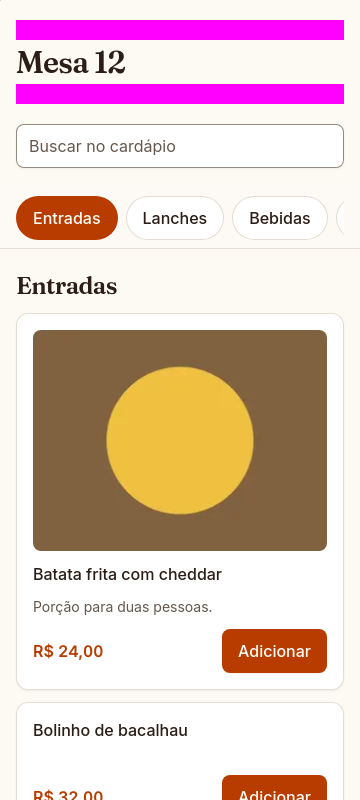 Mesa 12
Buscar no cardápio
Entradas
Lanches
Bebidas
Entradas
Batata frita com cheddar
Porção para duas pessoas.
R$ 24,00
Adicionar
Bolinho de bacalhau
R$ 32,00
Adicionar